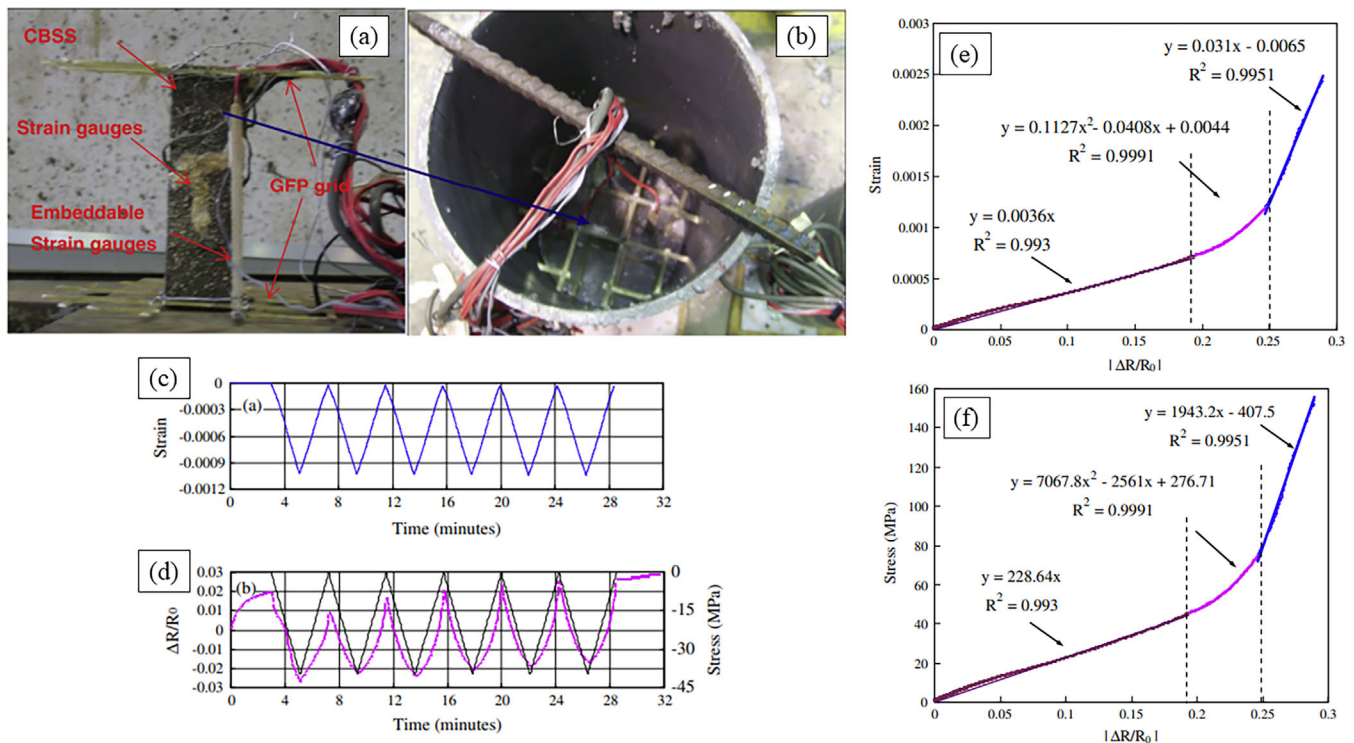 (a)
CBSS
Strain gauges
GFP grid
Embeddable
Strain gauges
(b)
(c)
(a)
0
-0.0003
-0.0006
-0.0009
-0.0012
Strain
0 4 8 12 16 20 24 28 32
Time (minutes)
(d)
(b)
0.03
0.02
0.01
0
-0.01
-0.02
-0.03
ΔR/R₀
0
-15
-30
-45
Stress (MPa)
0 4 8 12 16 20 24 28 32
Time (minutes)
(e)
0.003
0.0025
0.002
0.0015
0.001
0.0005
0
Strain
y = 0.031x - 0.0065
R² = 0.9951
y = 0.1127x² - 0.0408x + 0.0044
R² = 0.9991
y = 0.0036x
R² = 0.993
0 0.05 0.1 0.15 0.2 0.25 0.3
| ΔR/R₀ |
(f)
160
140
120
100
80
60
40
20
0
Stress (MPa)
y = 1943.2x - 407.5
R² = 0.9951
y = 7067.8x² - 2561x + 276.71
R² = 0.9991
y = 228.64x
R² = 0.993
0 0.05 0.1 0.15 0.2 0.25 0.3
| ΔR/R₀ |